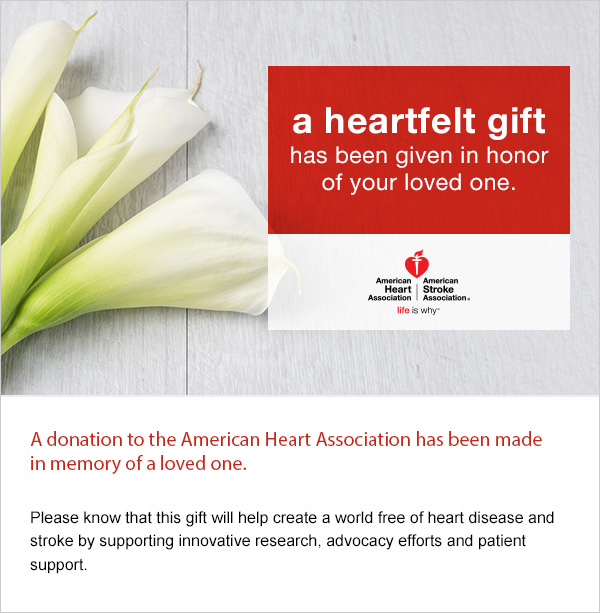 a heartfelt gift
has been given in honor
of your loved one.
American Heart Association
American Stroke Association®
life is why™
A donation to the American Heart Association has been made
in memory of a loved one.
Please know that this gift will help create a world free of heart disease and
stroke by supporting innovative research, advocacy efforts and patient
support.